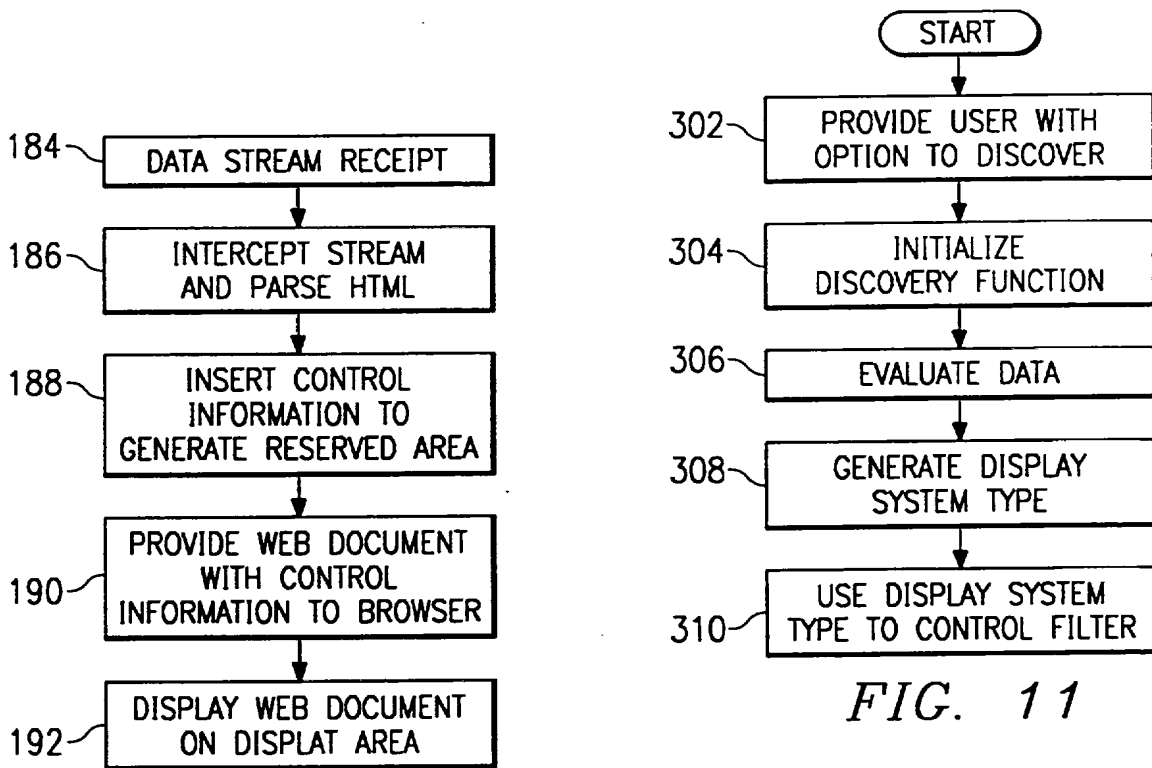 184
DATA STREAM RECEIPT
186
INTERCEPT STREAM
AND PARSE HTML
188
INSERT CONTROL
INFORMATION TO
GENERATE RESERVED AREA
190
PROVIDE WEB DOCUMENT
WITH CONTROL
INFORMATION TO BROWSER
192
DISPLAY WEB DOCUMENT
ON DISPLAT AREA
START
302
PROVIDE USER WITH
OPTION TO DISCOVER
304
INITIALIZE
DISCOVERY FUNCTION
306
EVALUATE DATA
308
GENERATE DISPLAY
SYSTEM TYPE
310
USE DISPLAY SYSTEM
TYPE TO CONTROL FILTER
FIG. 11